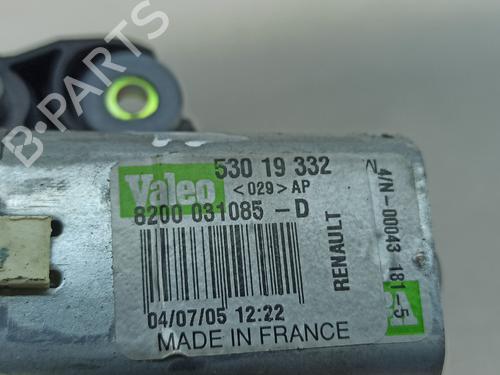 B-PARTS
53 19 332
Valeo <029> AP
8200 031085 -D
RENAULT
4/N-00043 181-5
04/07/05 12:22
MADE IN FRANCE